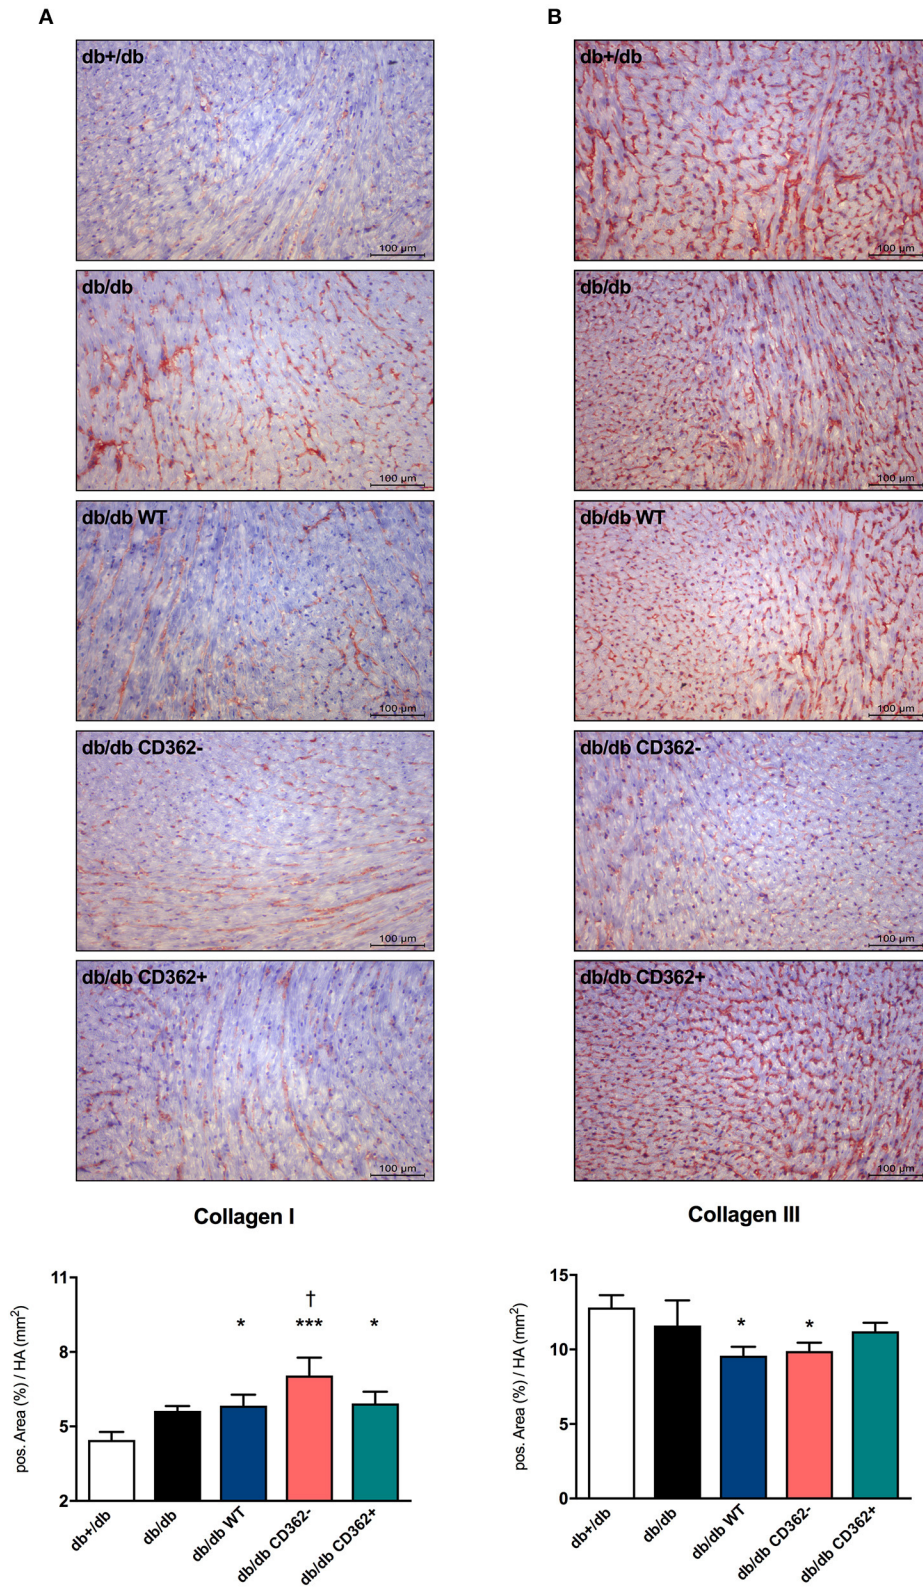 A
B
db+/db
100 µm
db+/db
100 µm
db/db
100 µm
db/db
100 µm
db/db WT
100 µm
db/db WT
100 µm
db/db CD362-
100 µm
db/db CD362-
100 µm
db/db CD362+
100 µm
db/db CD362+
100 µm
Collagen I
pos. Area (%) / HA (mm²)
11
8
5
2
*
†
***
*
db+/db
db/db
db/db WT
db/db CD362-
db/db CD362+
Collagen III
pos. Area (%) / HA (mm²)
15
10
5
0
*
*
db+/db
db/db
db/db WT
db/db CD362-
db/db CD362+